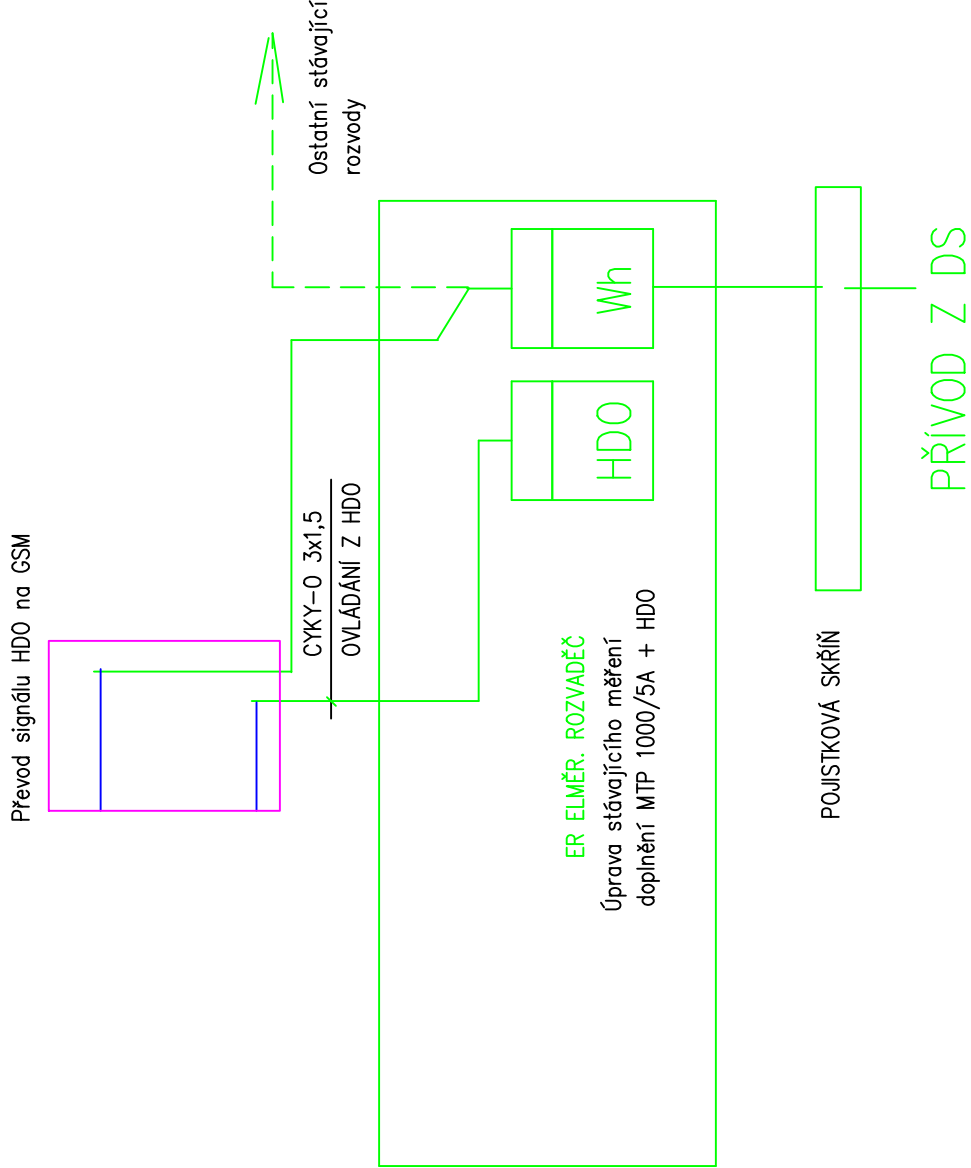 Převod signálu HDO na GSM
Ostatní stávající
rozvody
CYKY-O 3x1,5
OVLÁDÁNÍ Z HDO
Wh
HDO
ER ELMĚR. ROZVADĚČ
Úprava stávajícího měření
doplnění MTP 1000/5A + HDO
POJISTKOVÁ SKŘÍŇ
PŘÍVOD Z DS